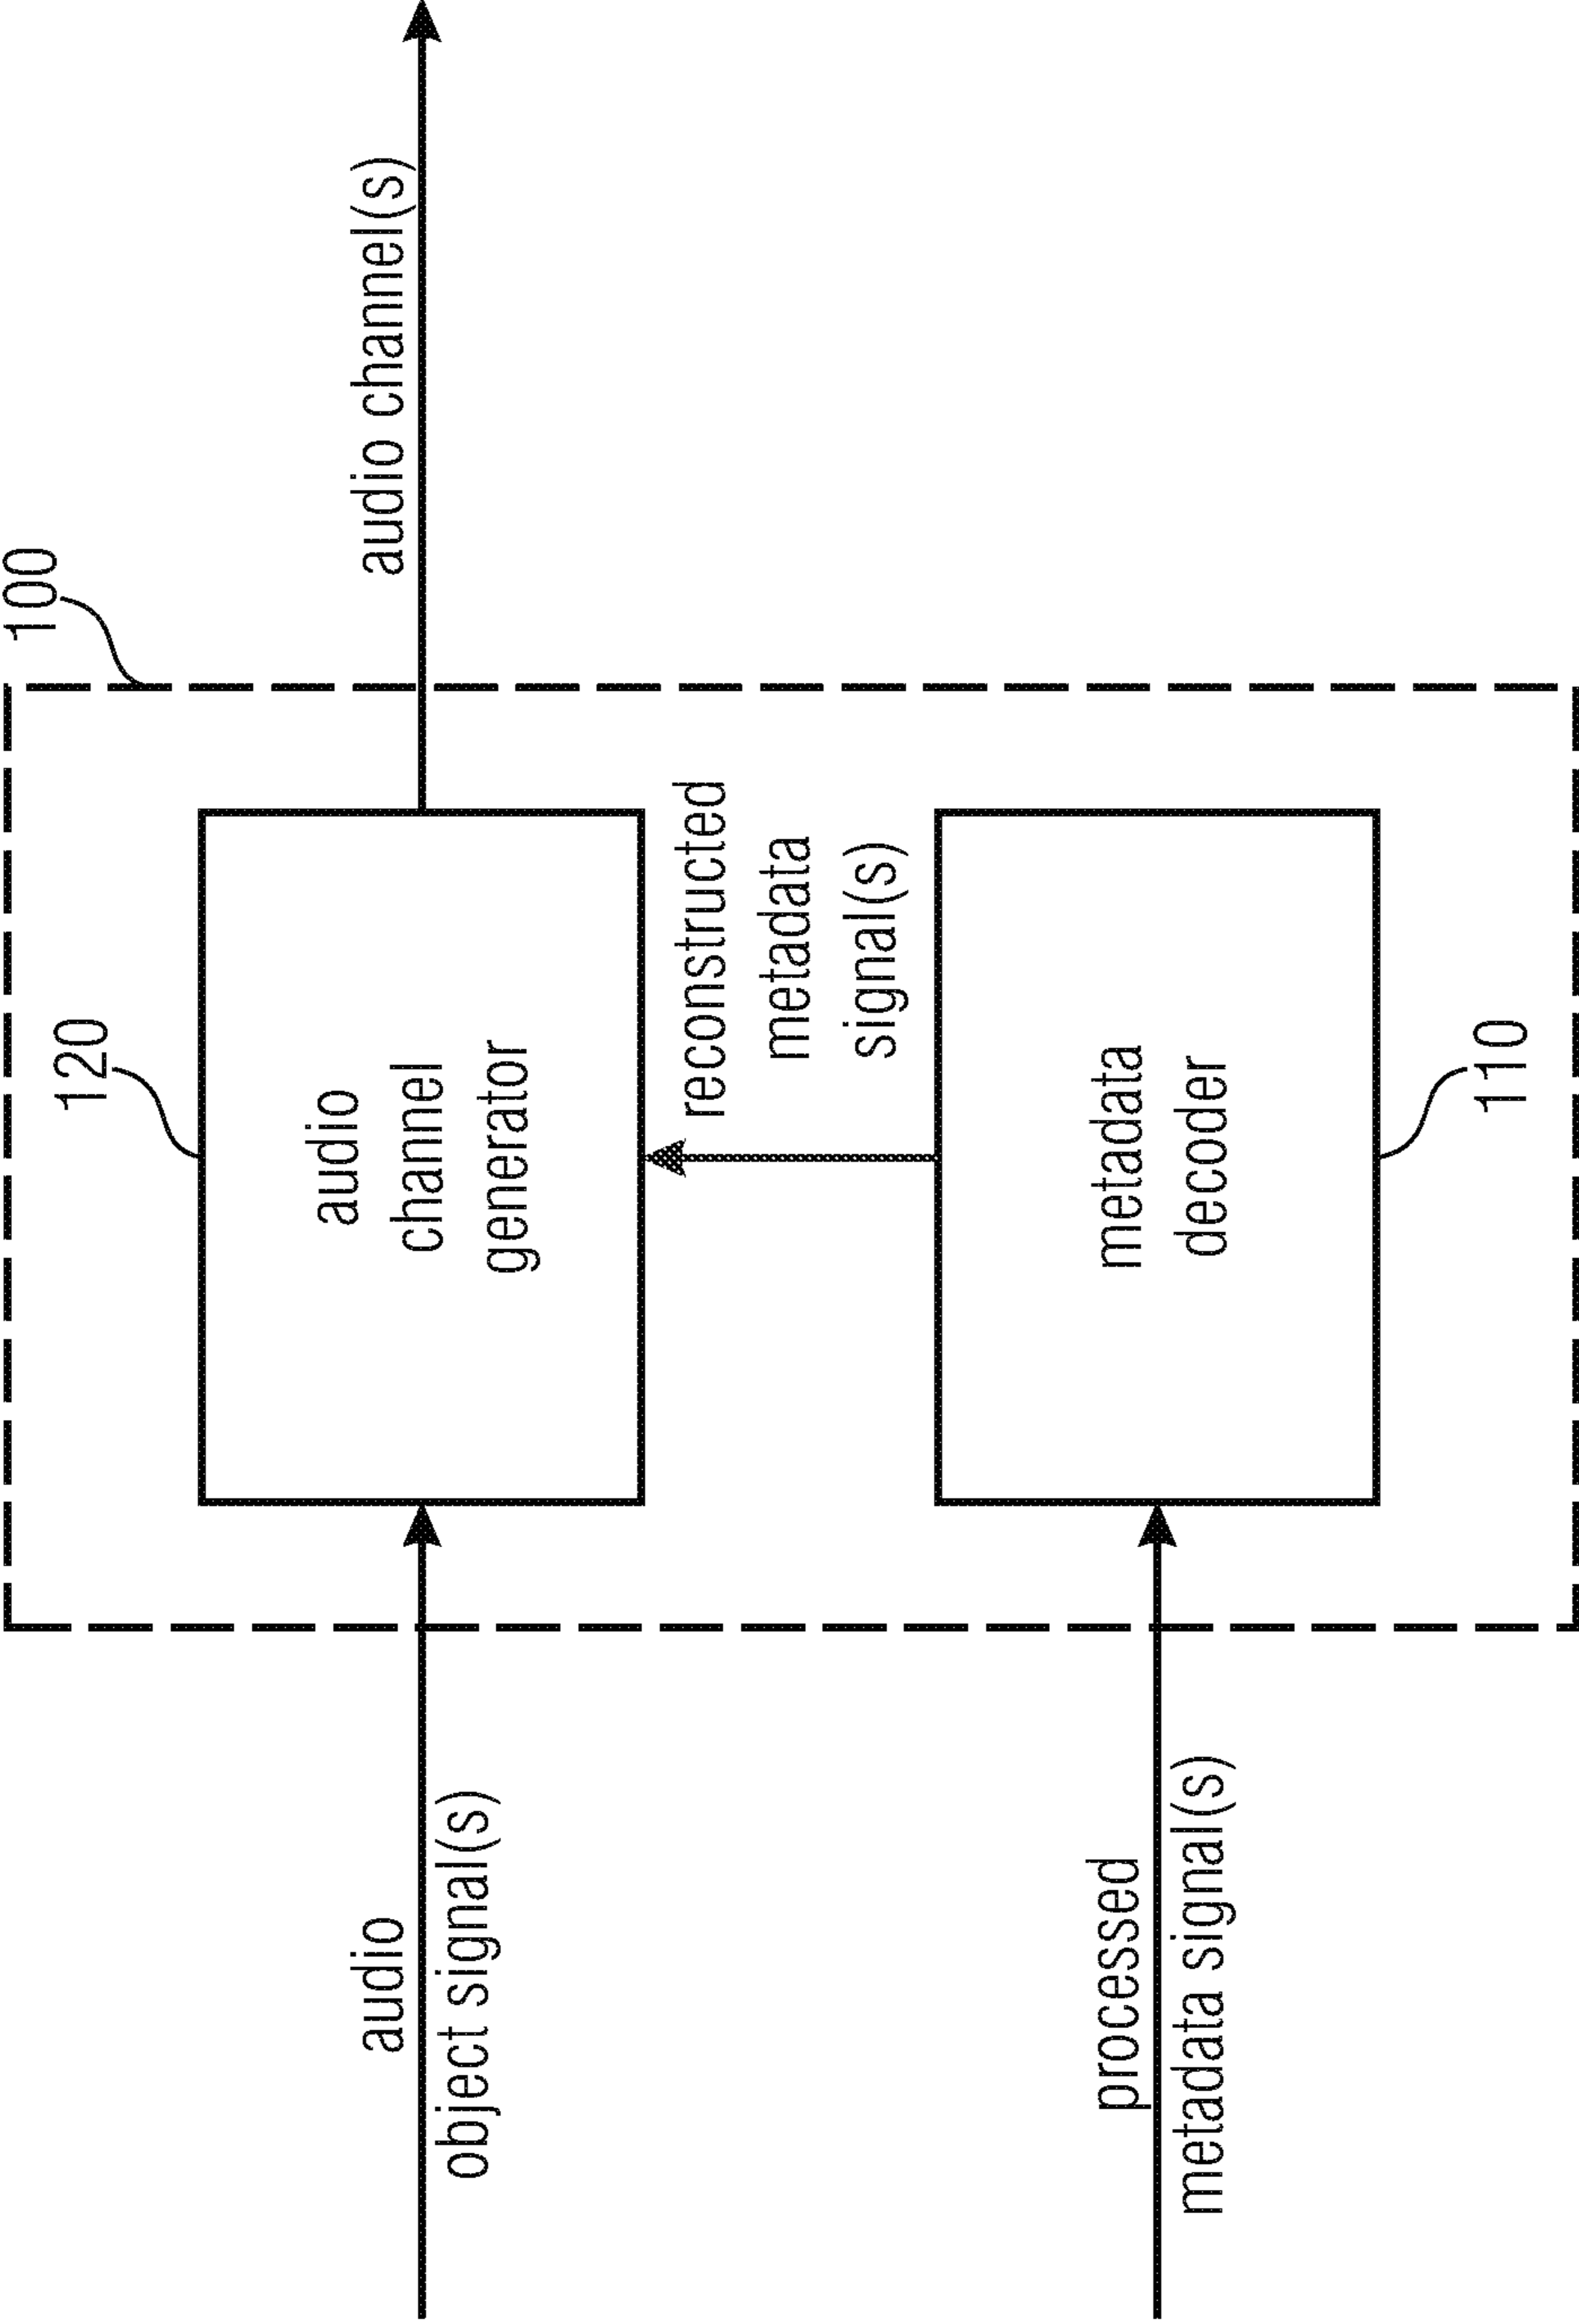 100
120
audio
object signal(s)
audio
channel
generator
audio channel(s)
reconstructed
metadata
signal(s)
processed
metadata signal(s)
metadata
decoder
110